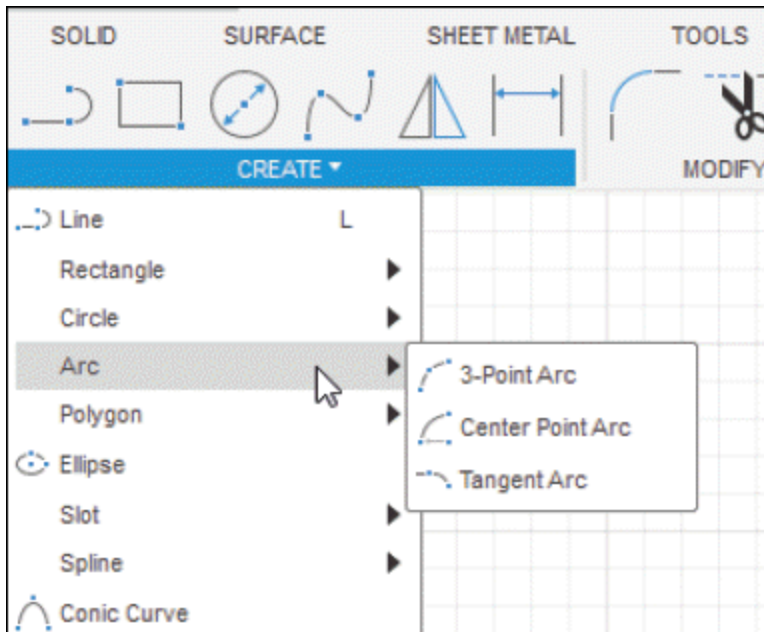 SOLID SURFACE SHEET METAL TOOLS
CREATE MODIFY
Line L
Rectangle
Circle
Arc
3-Point Arc
Polygon
Center Point Arc
Ellipse
Tangent Arc
Slot
Spline
Conic Curve